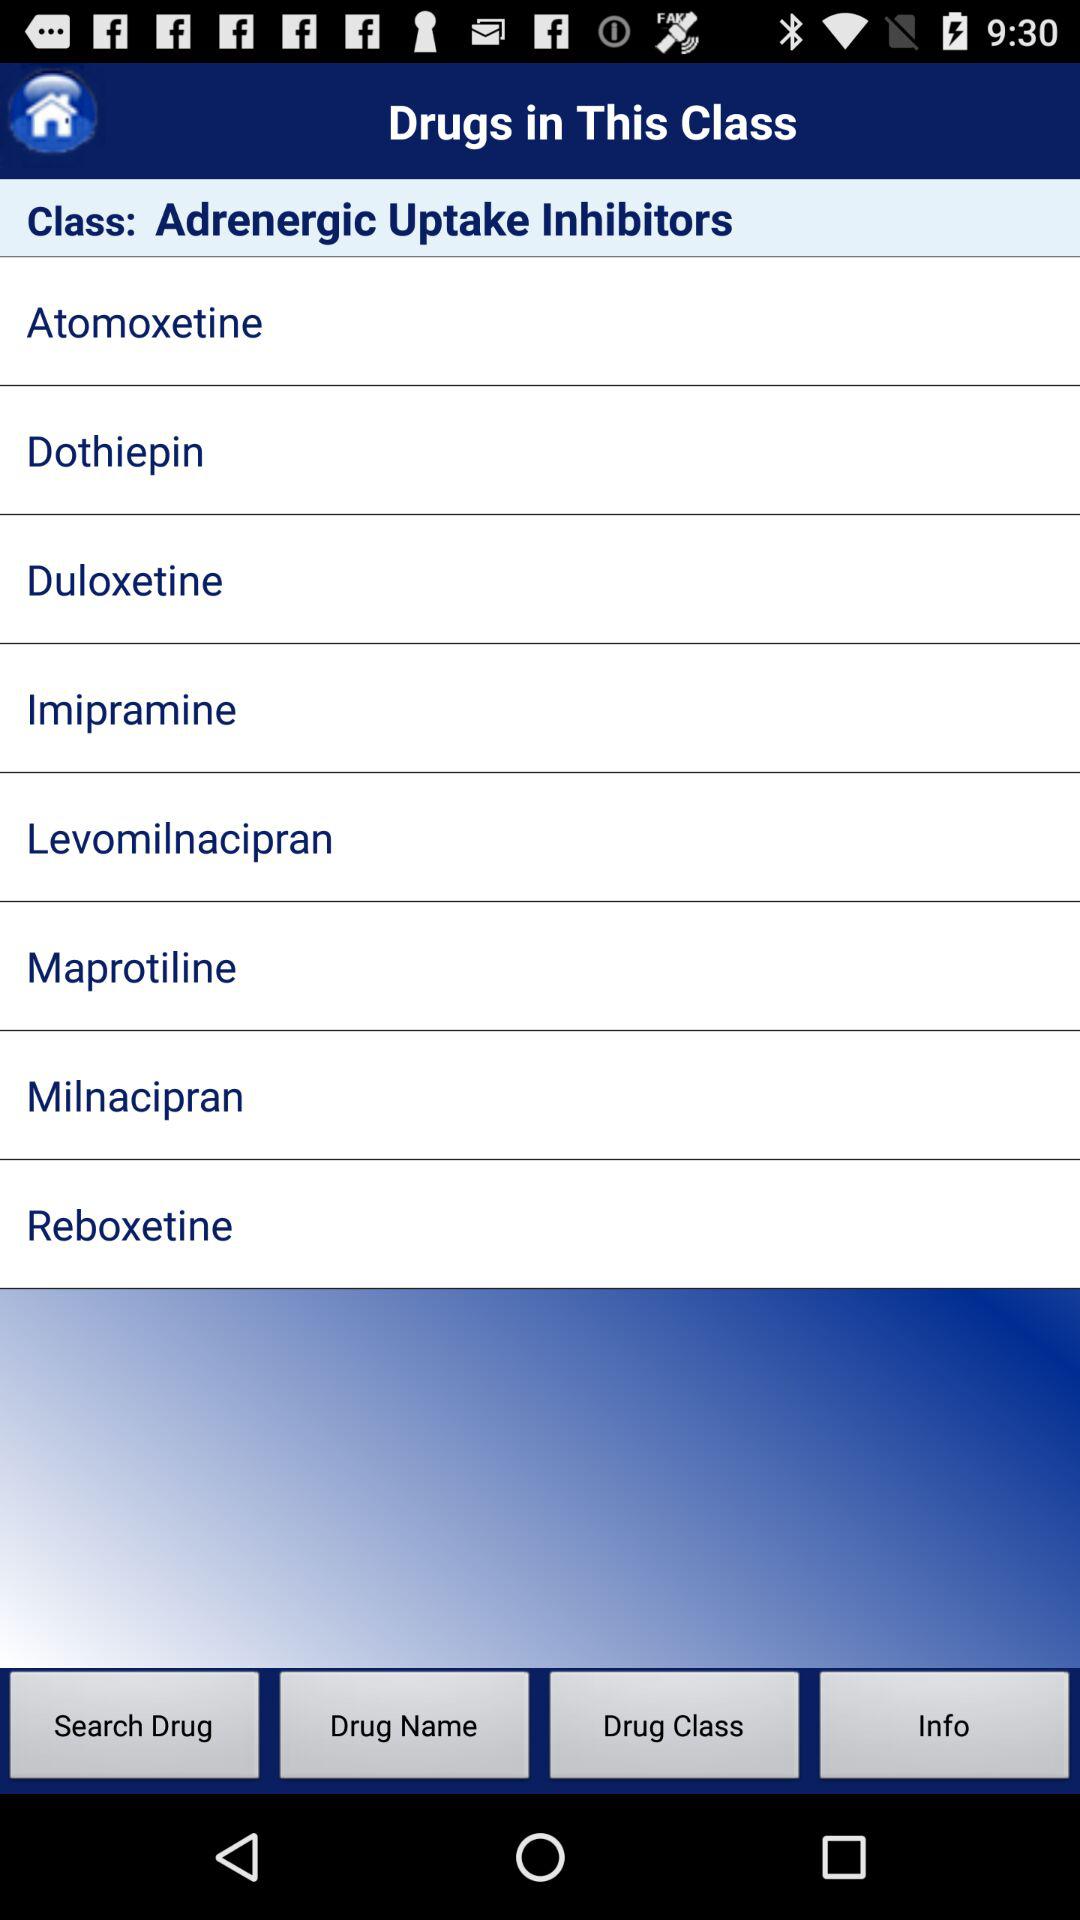 FAKE
9:30
Drugs in This Class
Class: Adrenergic Uptake Inhibitors
Atomoxetine
Dothiepin
Duloxetine
Imipramine
Levomilnacipran
Maprotiline
Milnacipran
Reboxetine
Search Drug
Drug Name
Drug Class
Info